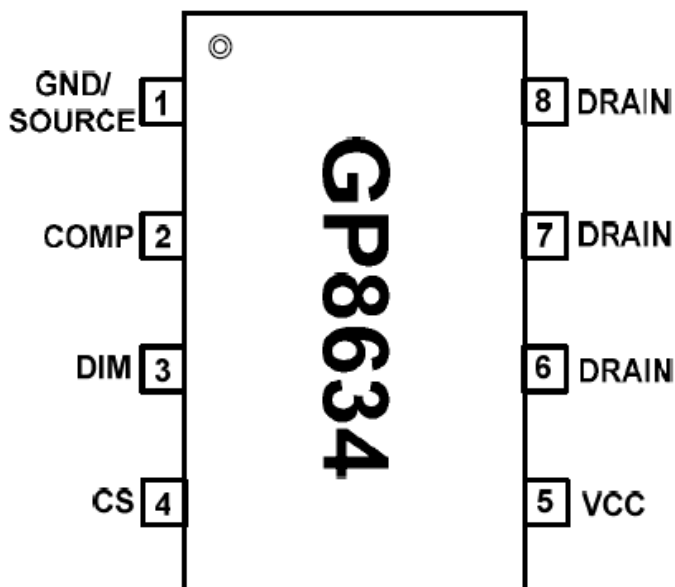 GND/
SOURCE
1
COMP
2
DIM
3
CS
4
GP8634
8
DRAIN
7
DRAIN
6
DRAIN
5
VCC